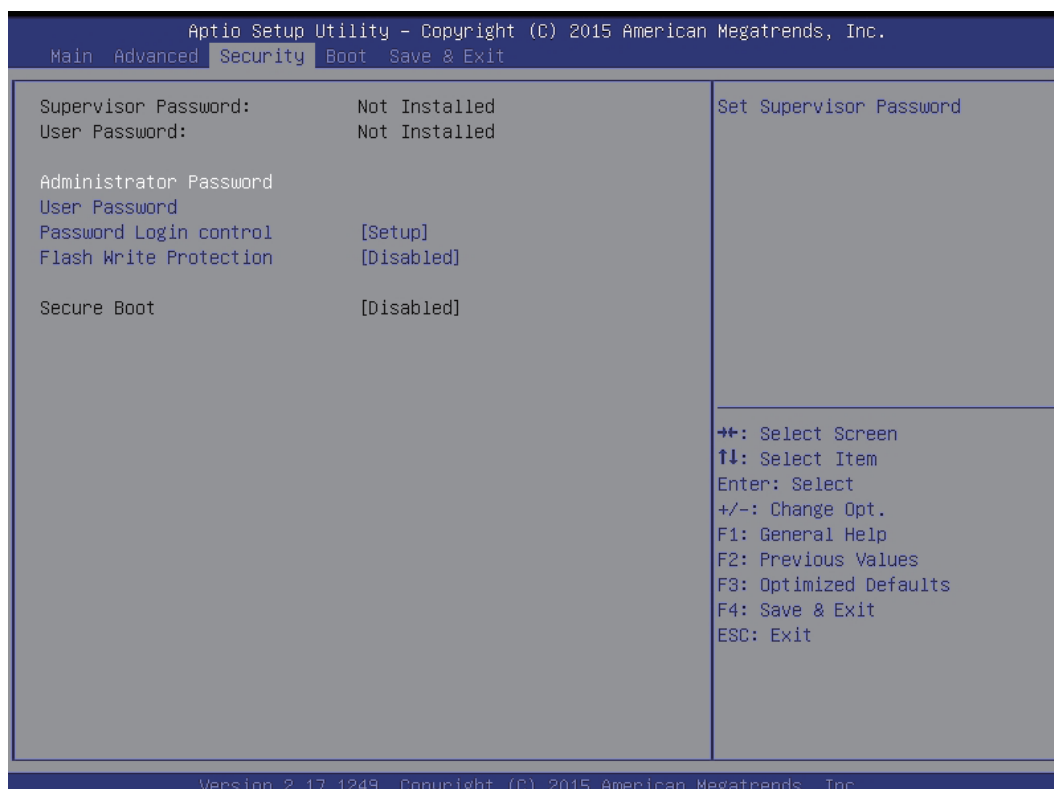 Aptio Setup Utility – Copyright (C) 2015 American Megatrends, Inc.
Main Advanced Security Boot Save & Exit
Supervisor Password: Not Installed
User Password: Not Installed
Administrator Password
User Password
Password Login control [Setup]
Flash Write Protection [Disabled]
Secure Boot [Disabled]
Set Supervisor Password
→←: Select Screen
↑↓: Select Item
Enter: Select
+/-: Change Opt.
F1: General Help
F2: Previous Values
F3: Optimized Defaults
F4: Save & Exit
ESC: Exit
Version 2.17.1249. Copyright (C) 2015 American Megatrends, Inc.